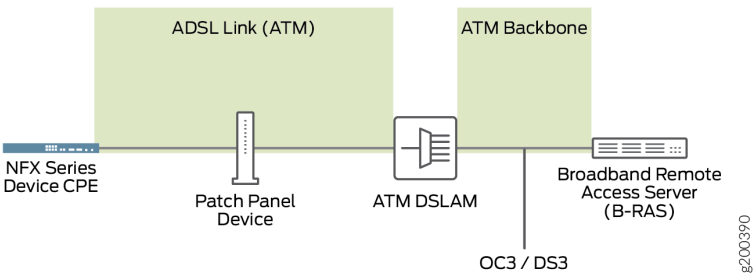 ADSL Link (ATM)
ATM Backbone
NFX Series
Device CPE
Patch Panel
Device
ATM DSLAM
Broadband Remote
Access Server
(B-RAS)
OC3 / DS3
g200390